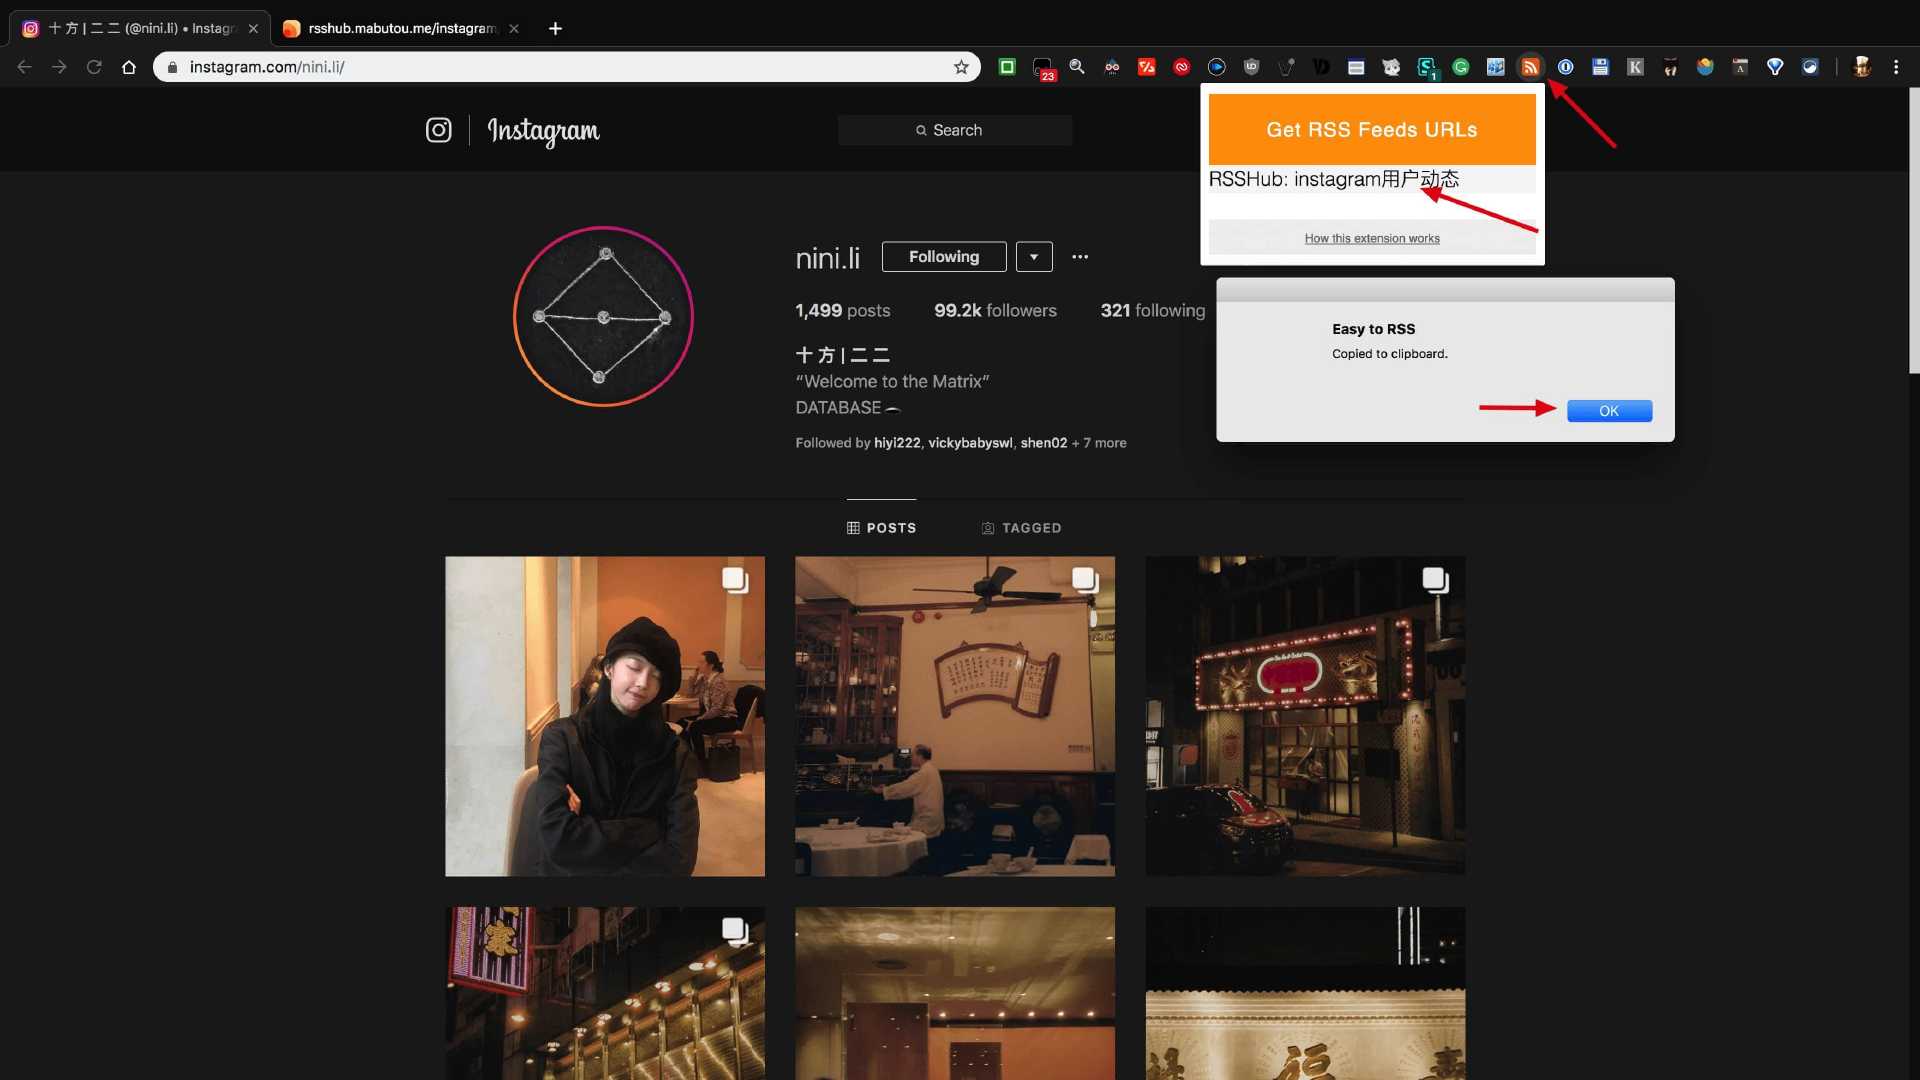 十 方 | 二 二 (@nini.li) • Instagr
rsshub.mabutou.me/instagram
instagram.com/nini.li/
23
1
Instagram
Search
Get RSS Feeds URLs
RSSHub: instagram用户动态
How this extension works
nini.li
Following
1,499 posts 99.2k followers 321 following
十 方 | 二 二
“Welcome to the Matrix”
DATABASE
Followed by hiyi222, vickybabyswl, shen02 + 7 more
Easy to RSS
Copied to clipboard.
OK
POSTS
TAGGED
家
福